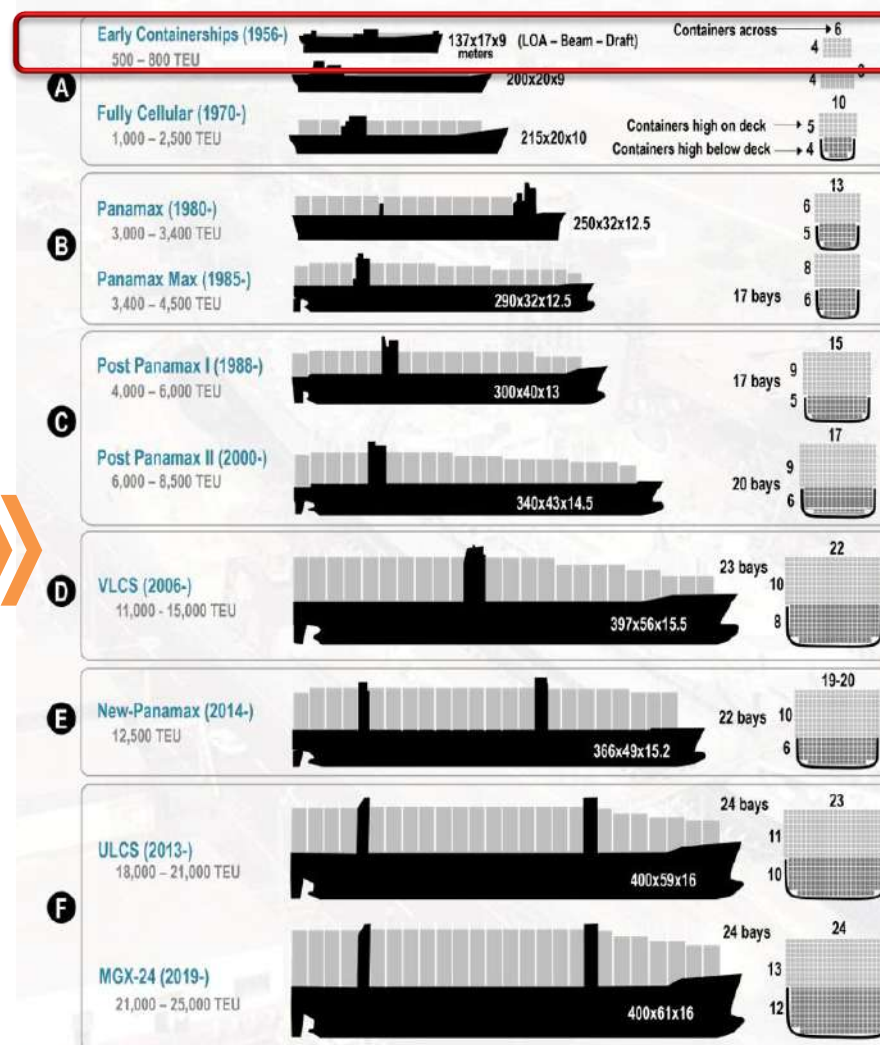 Early Containerships (1956-)
500 – 800 TEU
137x17x9 (LOA – Beam – Draft)
meters
Containers across 6
4
200x20x9
4
A
Fully Cellular (1970-)
1,000 – 2,500 TEU
215x20x10
10
Containers high on deck 5
Containers high below deck 4
B
Panamax (1980-)
3,000 – 3,400 TEU
250x32x12.5
13
6
5
Panamax Max (1985-)
3,400 – 4,500 TEU
290x32x12.5
17 bays
8
6
C
Post Panamax I (1988-)
4,000 – 6,000 TEU
300x40x13
17 bays
15
9
5
Post Panamax II (2000-)
6,000 – 8,500 TEU
340x43x14.5
20 bays
17
9
6
D
VLCS (2006-)
11,000 - 15,000 TEU
397x56x15.5
23 bays
22
10
8
E
New-Panamax (2014-)
12,500 TEU
366x49x15.2
22 bays
19-20
10
6
F
ULCS (2013-)
18,000 – 21,000 TEU
400x59x16
24 bays
23
11
10
MGX-24 (2019-)
21,000 – 25,000 TEU
400x61x16
24 bays
24
13
12